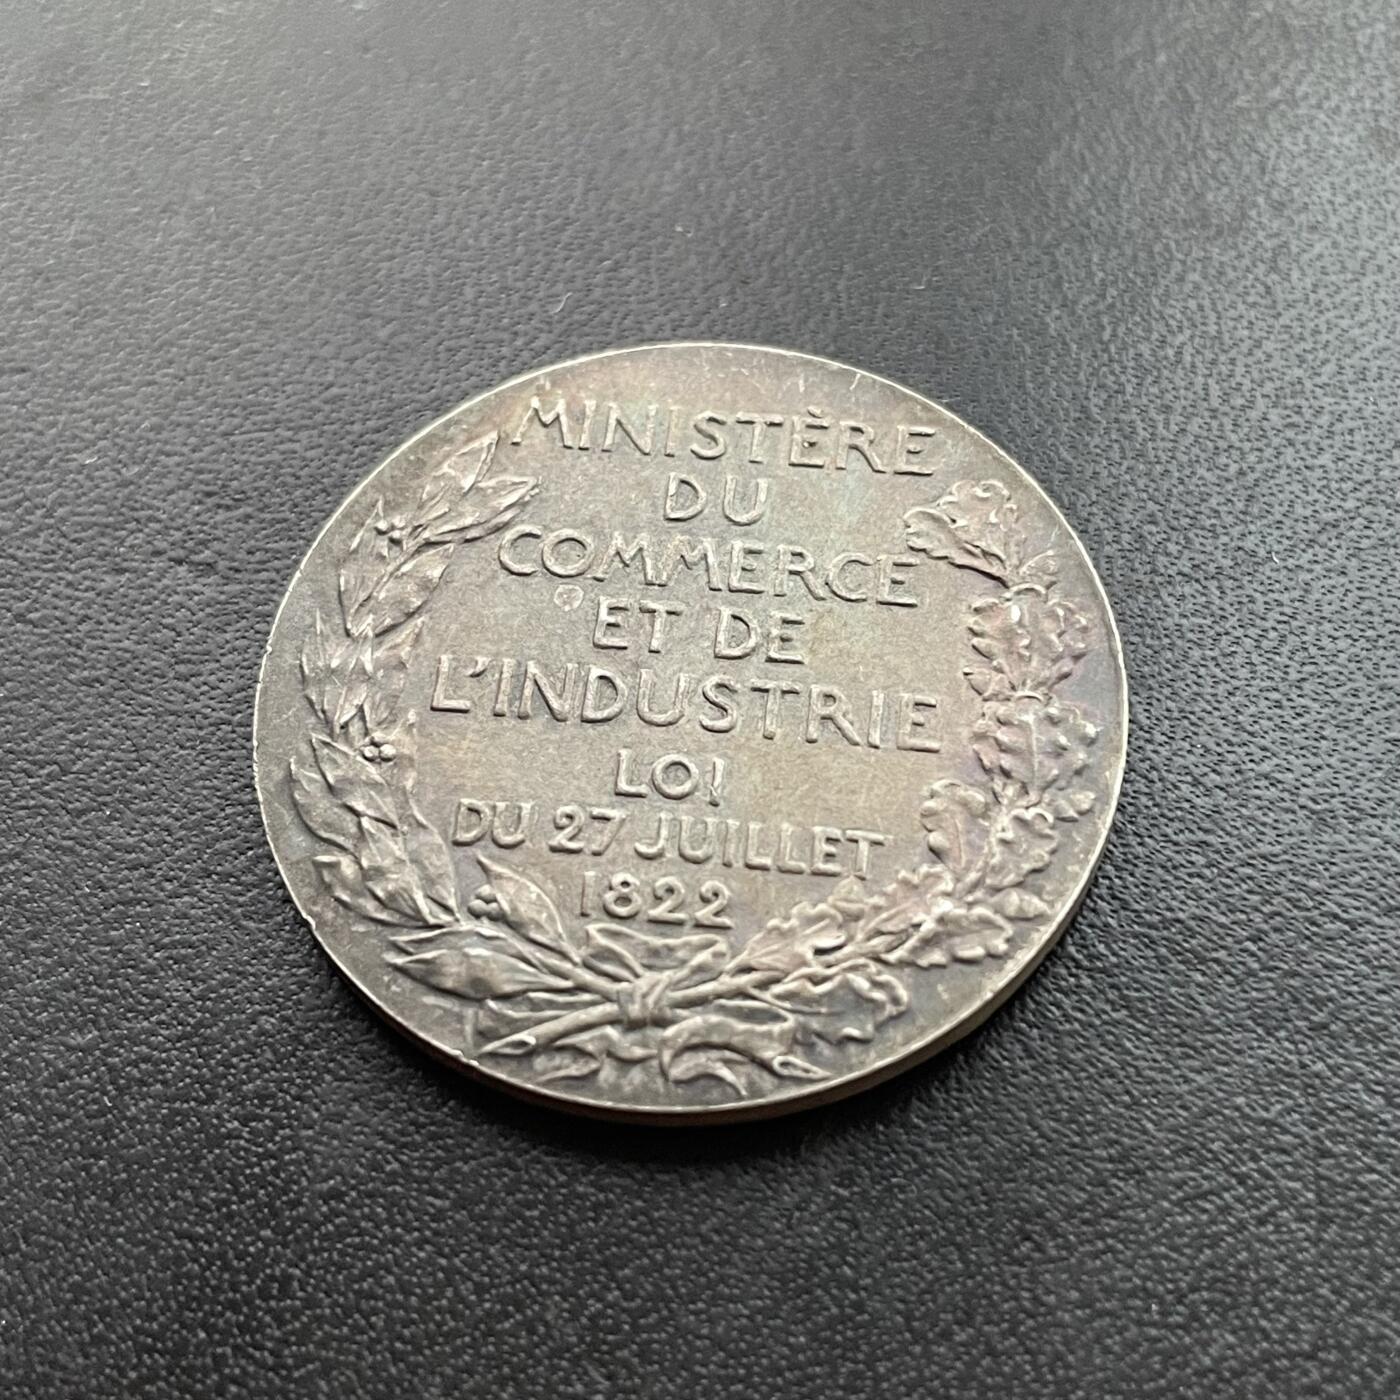 MINISTÈRE
DU
COMMERCE
ET DE
L'INDUSTRIE
LOI
DU 27 JUILLET
1822